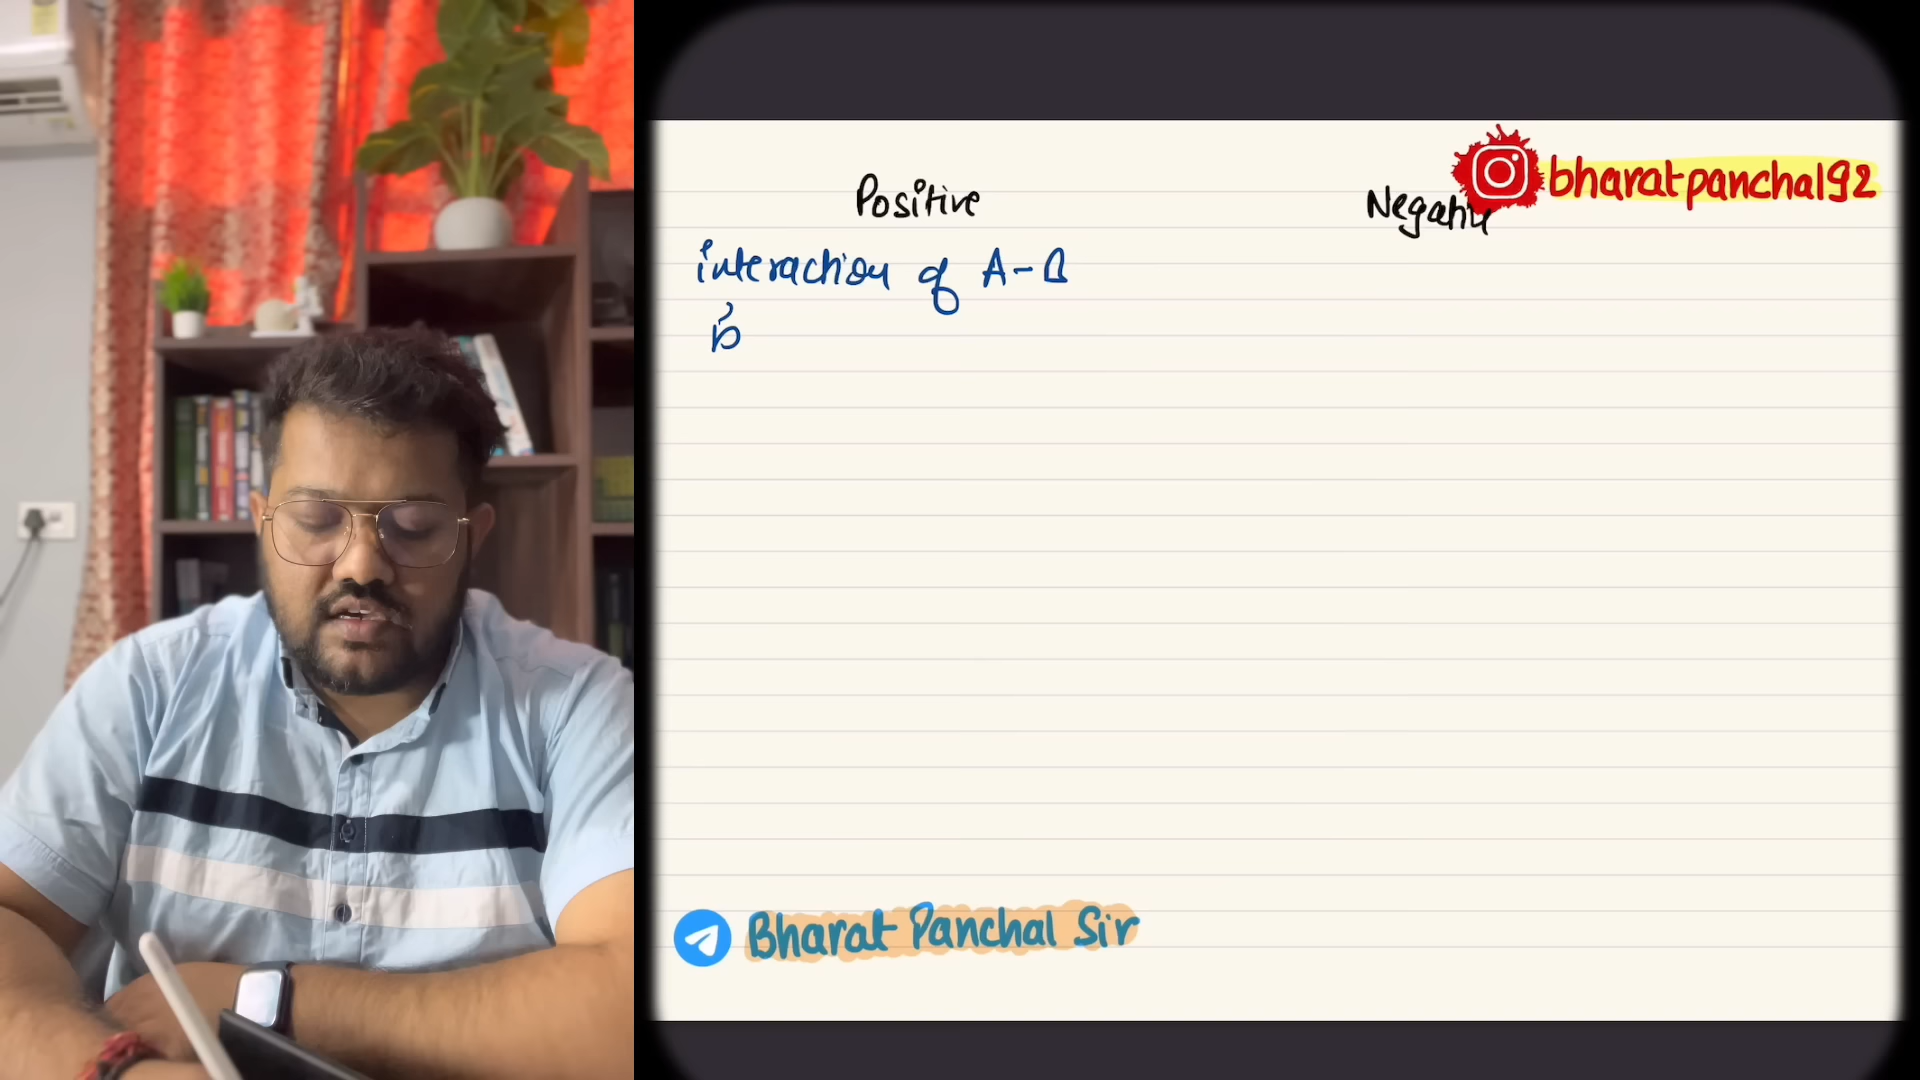 Positive
Negative
bharatpanchal92
interaction of A-B
Bharat Panchal Sir